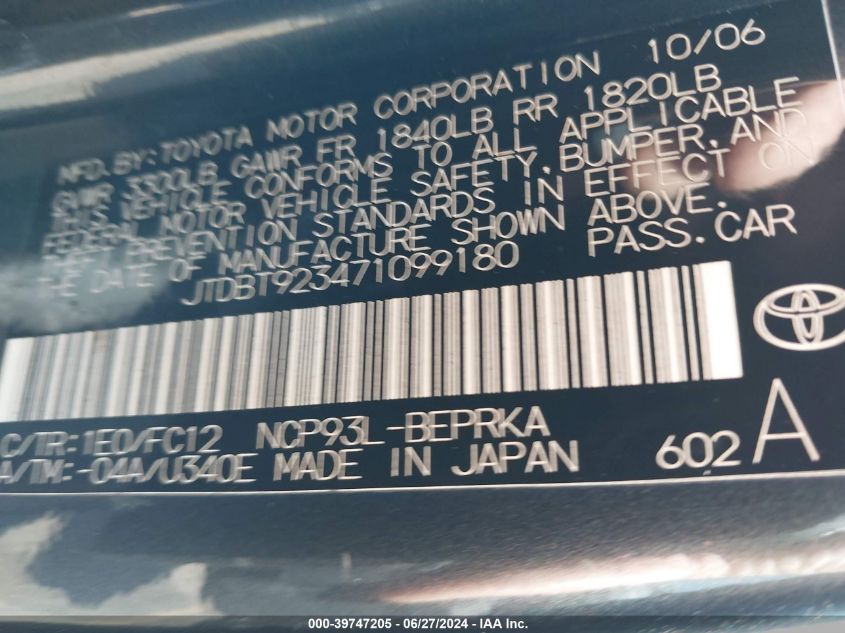 MFD.BY:TOYOTA MOTOR CORPORATION 10/06
GVWR 3300LB GAWR FR 1840LB RR 1820LB
THIS VEHICLE CONFORMS TO ALL APPLICABLE
FEDERAL MOTOR VEHICLE SAFETY,BUMPER,AND
THEFT PREVENTION STANDARDS IN EFFECT ON
THE DATE OF MANUFACTURE SHOWN ABOVE.
JTDBT923471099180 PASS.CAR
C/TR:1E0/FC12 NCP93L-BEPRKA
A/TM:-04A/U340E MADE IN JAPAN 602 A
000-39747205 - 06/27/2024 - IAA Inc.